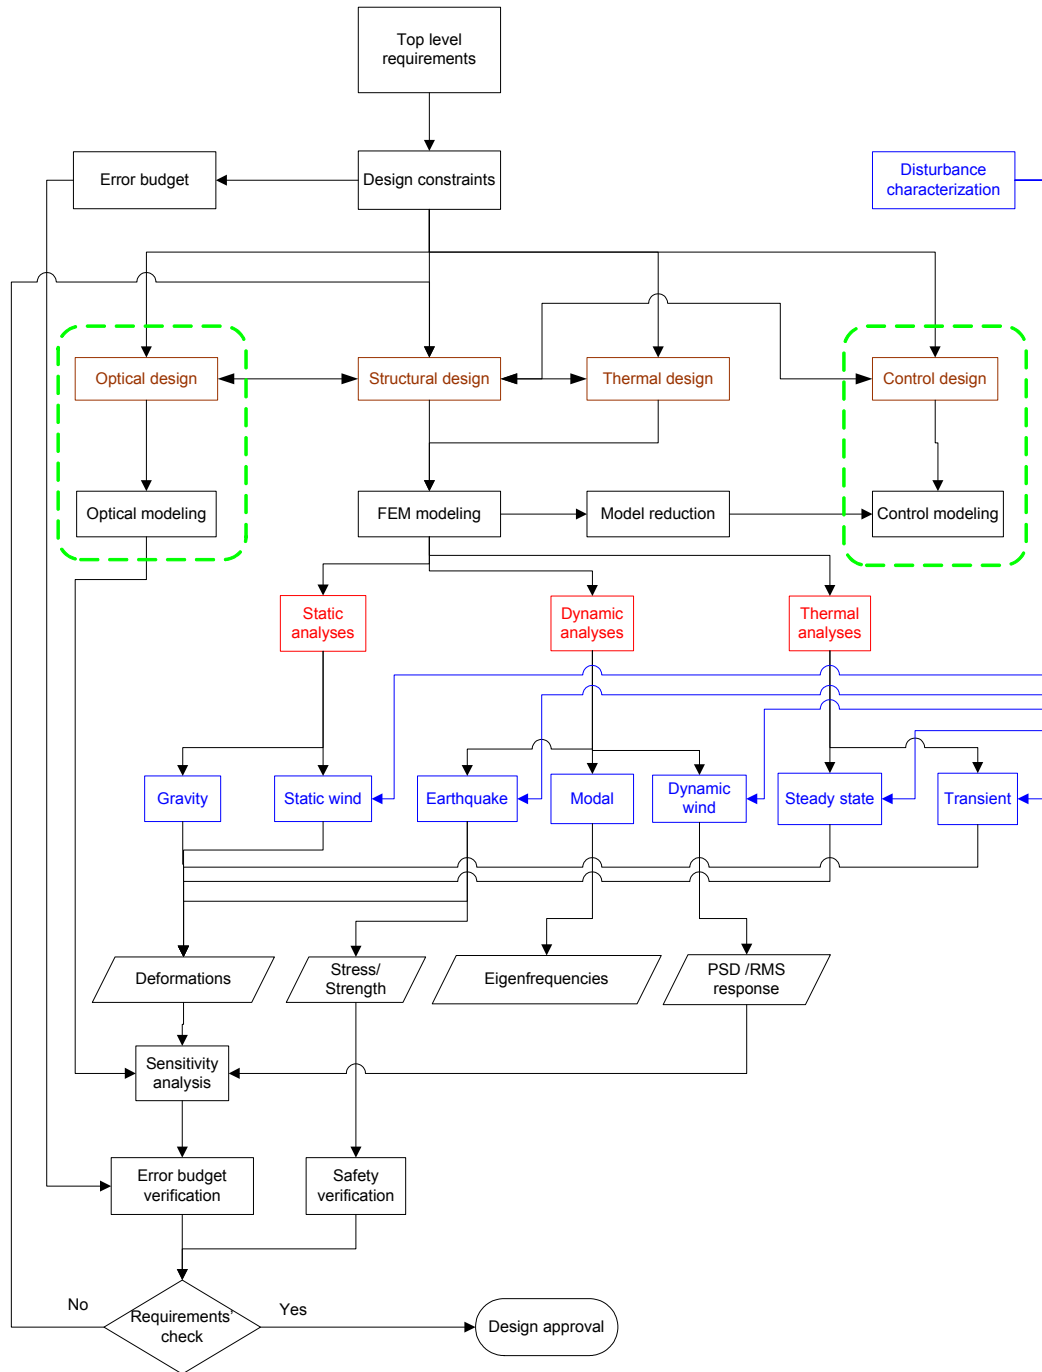 Top level
requirements
Error budget
Design constraints
Disturbance
characterization
Optical design
Structural design
Thermal design
Control design
Optical modeling
FEM modeling
Model reduction
Control modeling
Static
analyses
Dynamic
analyses
Thermal
analyses
Gravity
Static wind
Earthquake
Modal
Dynamic
wind
Steady state
Transient
Deformations
Stress/
Strength
Eigenfrequencies
PSD /RMS
response
Sensitivity
analysis
Error budget
verification
Safety
verification
No
Requirements'
check
Yes
Design approval